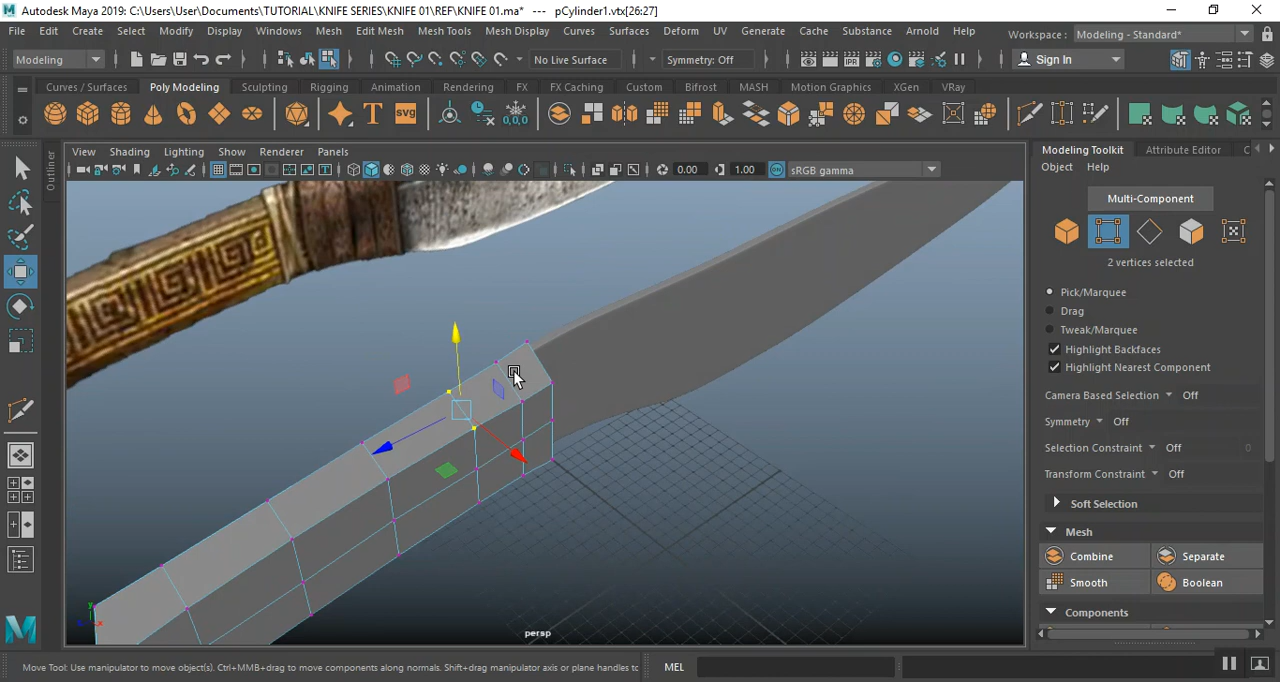 Autodesk Maya 2019: C:\Users\User\Documents\TUTORIAL\KNIFE SERIES\KNIFE 01\REF\KNIFE 01.ma* --- pCylinder1.vtx[26:27]
File Edit Create Select Modify Display Windows Mesh Edit Mesh Mesh Tools Mesh Display Curves Surfaces Deform UV Generate Cache Substance Arnold Help Workspace : Modeling - Standard*
Modeling No Live Surface Symmetry: Off Sign In
Curves / Surfaces Poly Modeling Sculpting Rigging Animation Rendering FX FX Caching Custom Bifrost MASH Motion Graphics XGen VRay
SVG
0,0,0
View Shading Lighting Show Renderer Panels
0.00 1.00 sRGB gamma
Outliner
Modeling Toolkit Attribute Editor
Object Help
Multi-Component
2 vertices selected
Pick/Marquee
Drag
Tweak/Marquee
Highlight Backfaces
Highlight Nearest Component
Camera Based Selection Off
Symmetry Off
Selection Constraint Off 0
Transform Constraint Off
Soft Selection
Mesh
Combine Separate
Smooth Boolean
Components
persp
Move Tool: Use manipulator to move object(s). Ctrl+MMB+drag to move components along normals. Shift+drag manipulator axis or plane handles to
MEL